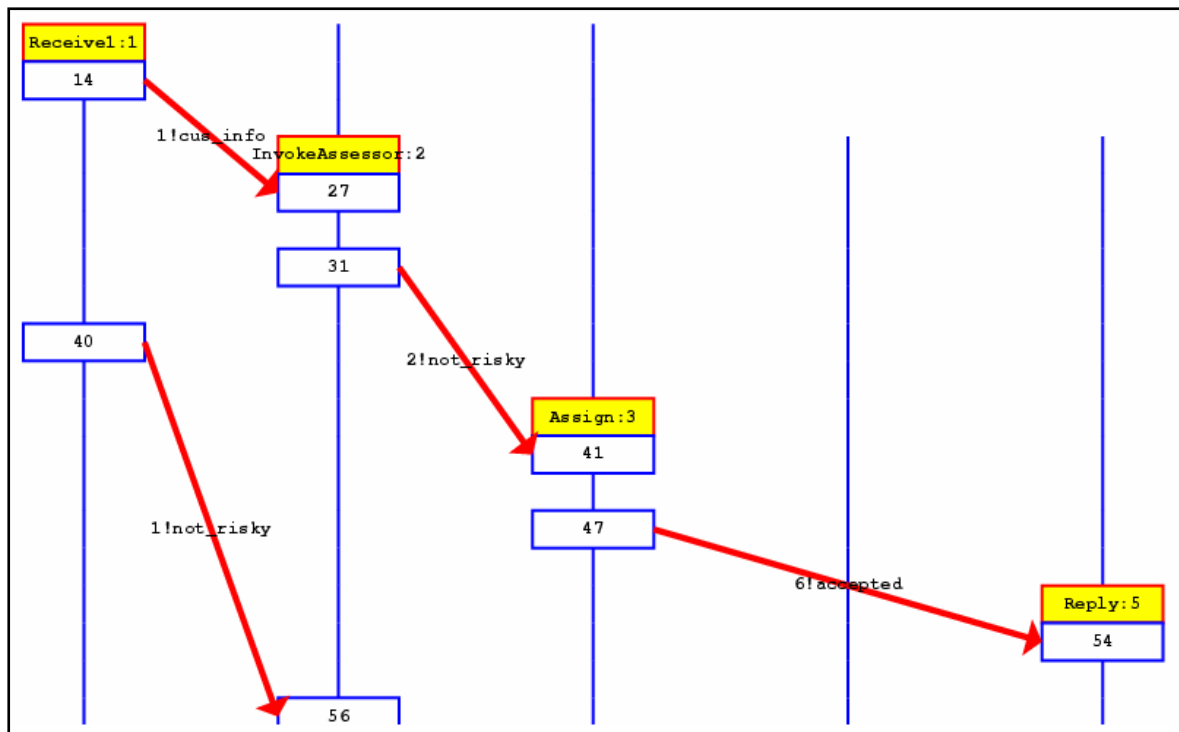 Receive1:1
14
1!cus_info
InvokeAssessor:2
27
31
40
2!not_risky
Assign:3
41
1!not_risky
47
6!accepted
Reply:5
54
56